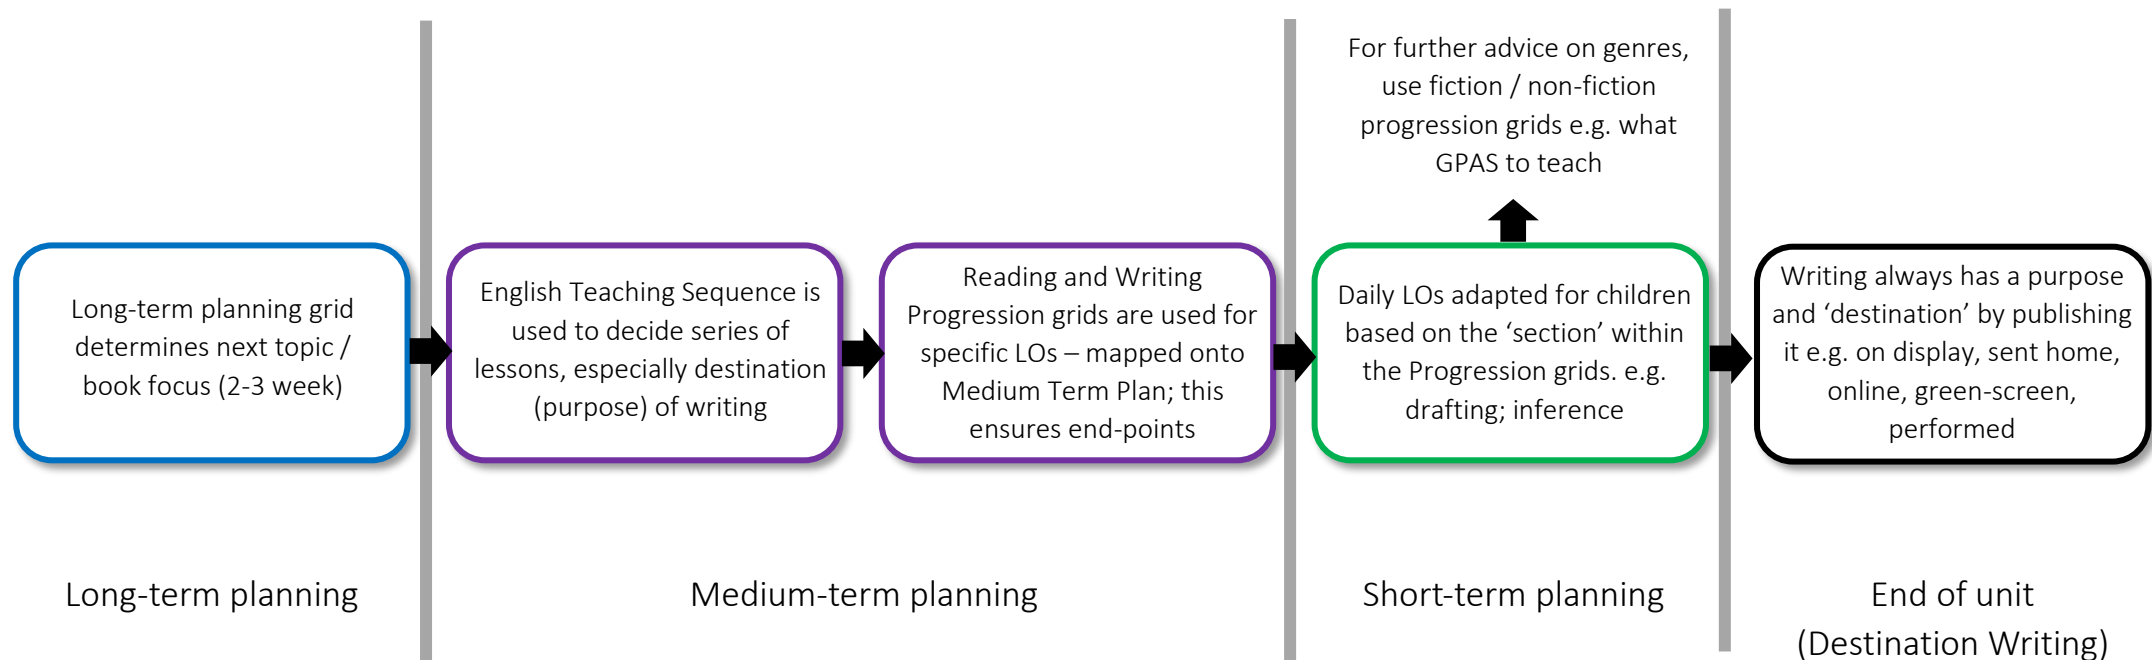 For further advice on genres,
use fiction / non-fiction
progression grids e.g. what
GPAS to teach
Long-term planning grid
determines next topic /
book focus (2-3 week)
English Teaching Sequence is
used to decide series of
lessons, especially destination
(purpose) of writing
Reading and Writing
Progression grids are used for
specific LOs – mapped onto
Medium Term Plan; this
ensures end-points
Daily LOs adapted for children
based on the ‘section’ within
the Progression grids. e.g.
drafting; inference
Writing always has a purpose
and ‘destination’ by publishing
it e.g. on display, sent home,
online, green-screen,
performed
Long-term planning
Medium-term planning
Short-term planning
End of unit
(Destination Writing)